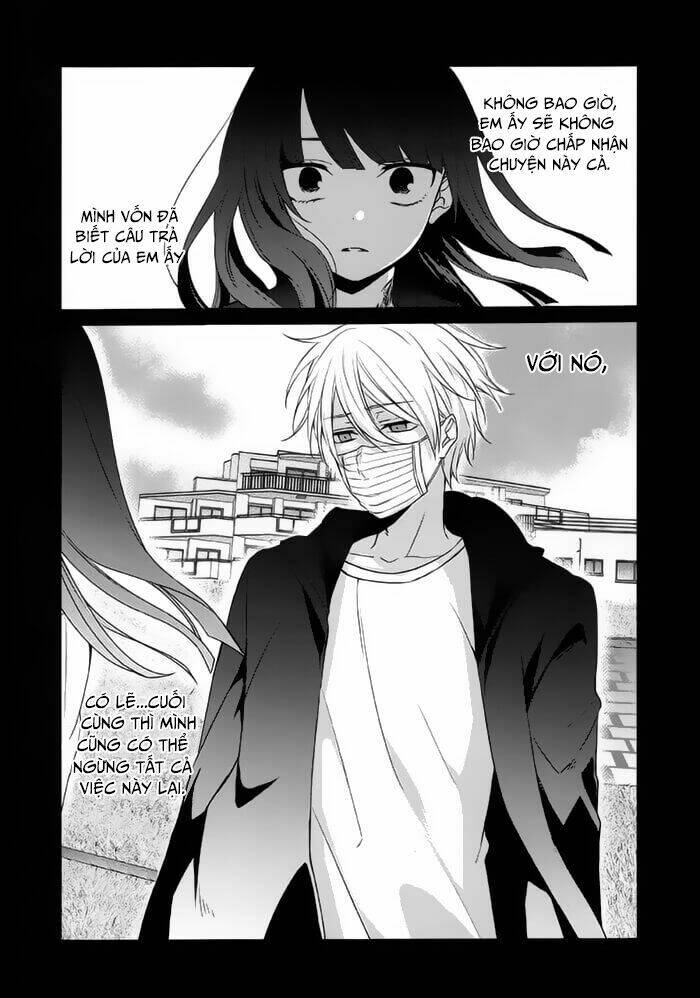 KHÔNG BAO GIỜ,
EM ẤY SẼ KHÔNG
BAO GIỜ CHẤP NHẬN
CHUYỆN NÀY CẢ.
MÌNH VỐN ĐÃ
BIẾT CÂU TRẢ
LỜI CỦA EM ẤY
VỚI NÓ,
CÓ LẼ...CUỐI
CÙNG THÌ MÌNH
CŨNG CÓ THỂ
NGỪNG TẤT CẢ
VIỆC NÀY LẠI.